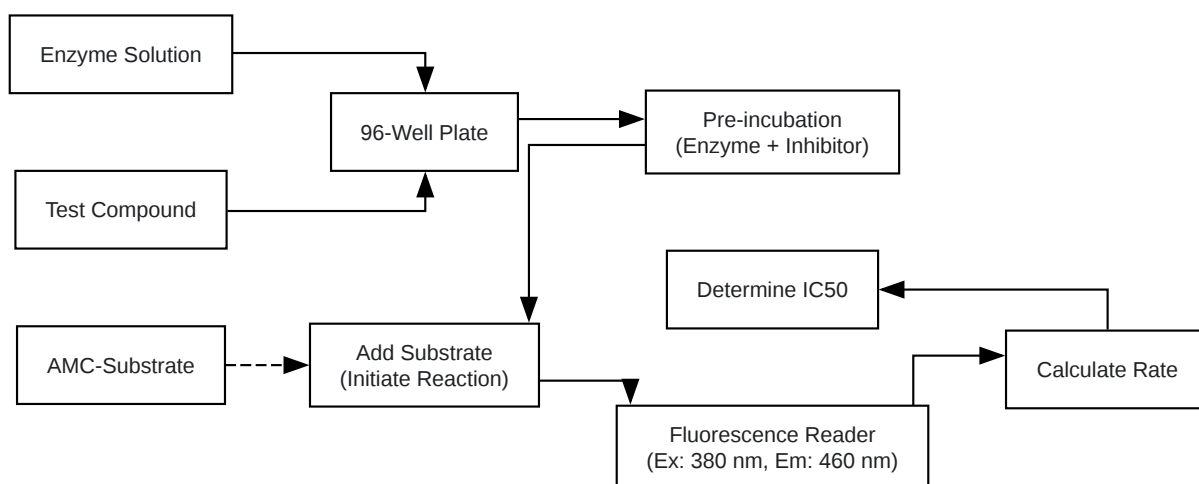 Enzyme Solution
96-Well Plate
Pre-incubation
(Enzyme + Inhibitor)
Test Compound
Determine IC50
AMC-Substrate
Add Substrate
(Initiate Reaction)
Calculate Rate
Fluorescence Reader
(Ex: 380 nm, Em: 460 nm)